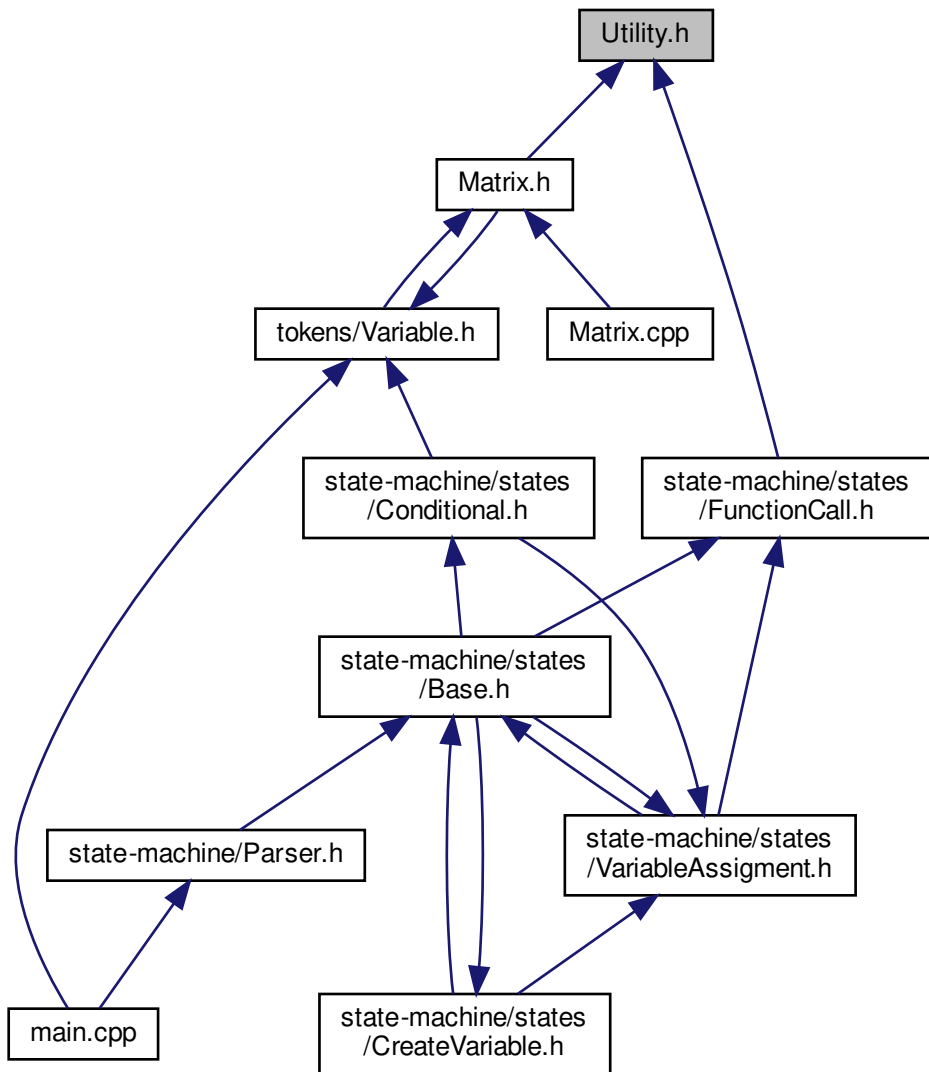 Utility.h
Matrix.h
tokens/Variable.h
Matrix.cpp
state-machine/states
/Conditional.h
state-machine/states
/FunctionCall.h
state-machine/states
/Base.h
state-machine/Parser.h
state-machine/states
/VariableAssigment.h
main.cpp
state-machine/states
/CreateVariable.h